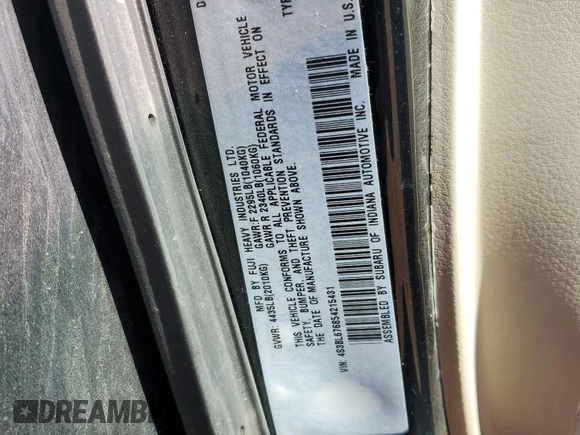 MFD BY FUJI HEAVY INDUSTRIES LTD.
GVWR: 4435LB(2010KG) GAWR:F 2295LB(1040KG)
GAWR:R 2340LB(1060KG)
THIS VEHICLE CONFORMS TO ALL APPLICABLE FEDERAL MOTOR VEHICLE
SAFETY, BUMPER, AND THEFT PREVENTION STANDARDS IN EFFECT ON
THE DATE OF MANUFACTURE SHOWN ABOVE.
VIN: 4S3BL676854215431
ASSEMBLED BY SUBARU OF INDIANA AUTOMOTIVE INC. MADE IN U.S.